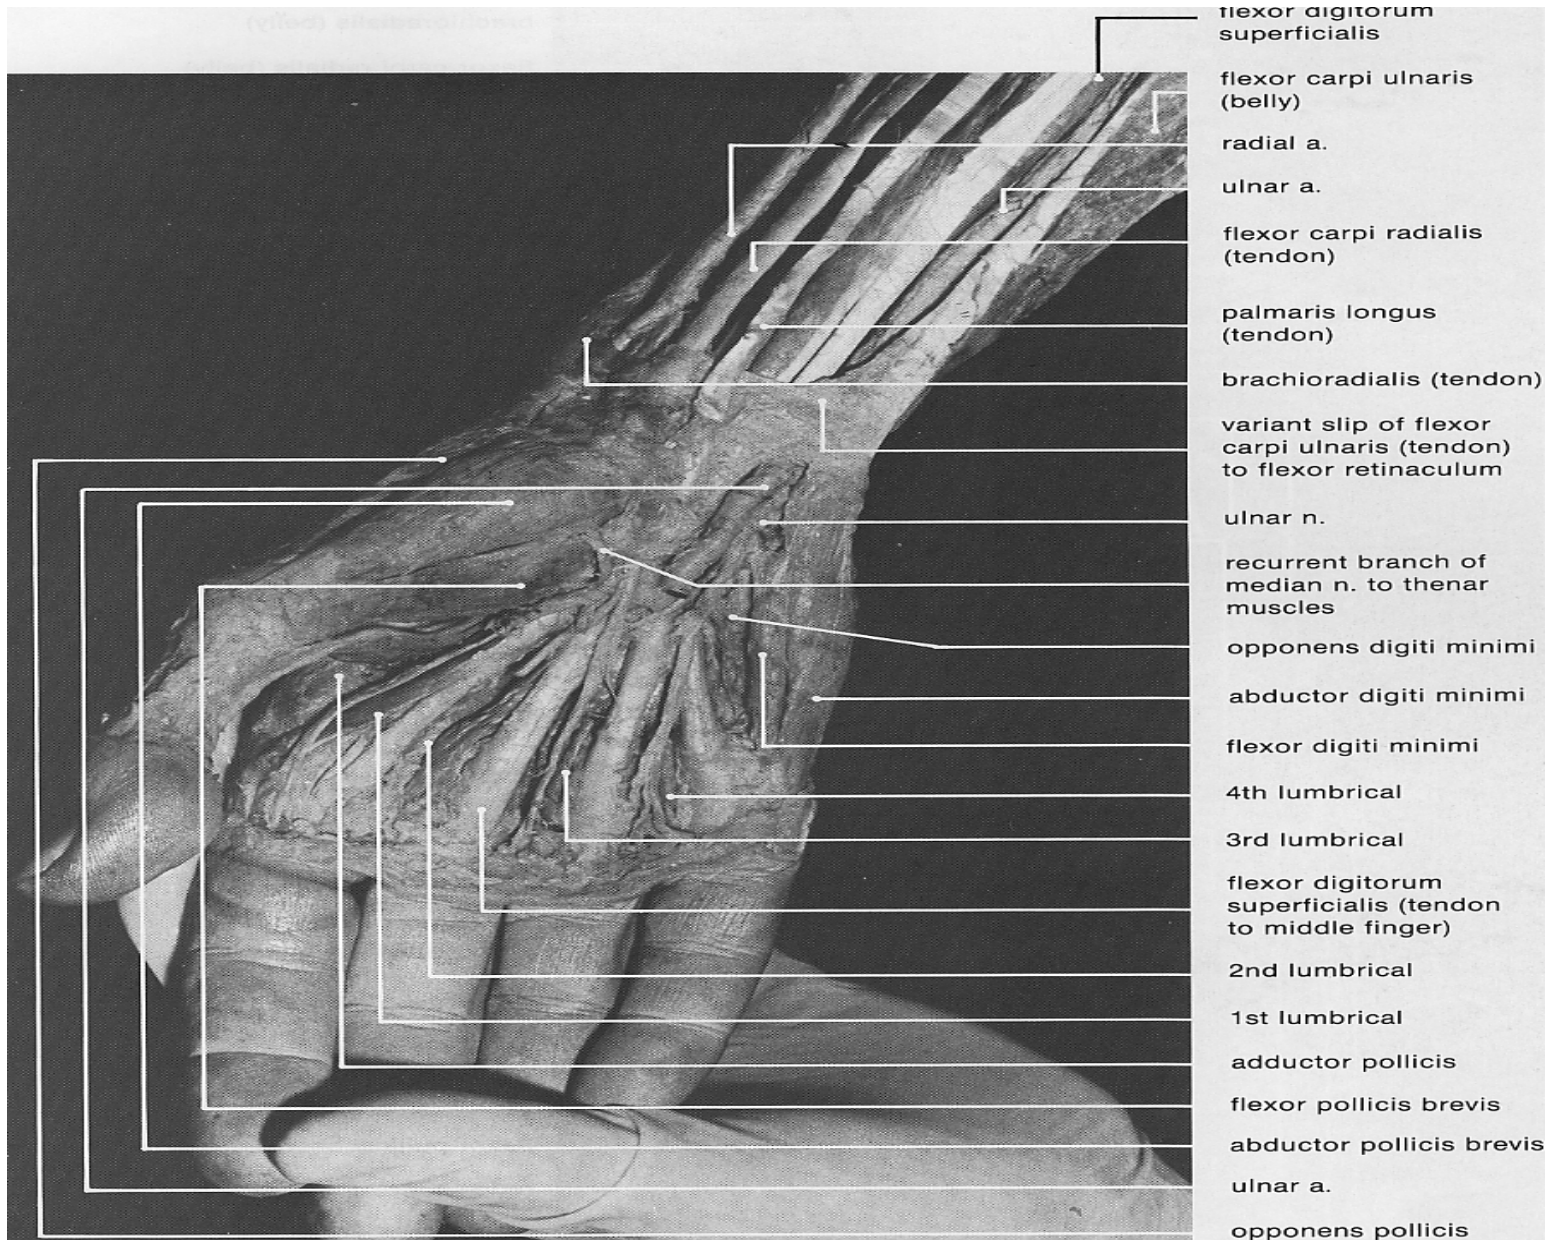 flexor digitorum
superficialis
flexor carpi ulnaris
(belly)
radial a.
ulnar a.
flexor carpi radialis
(tendon)
palmaris longus
(tendon)
brachioradialis (tendon)
variant slip of flexor
carpi ulnaris (tendon)
to flexor retinaculum
ulnar n.
recurrent branch of
median n. to thenar
muscles
opponens digiti minimi
abductor digiti minimi
flexor digiti minimi
4th lumbrical
3rd lumbrical
flexor digitorum
superficialis (tendon
to middle finger)
2nd lumbrical
1st lumbrical
adductor pollicis
flexor pollicis brevis
abductor pollicis brevis
ulnar a.
opponens pollicis